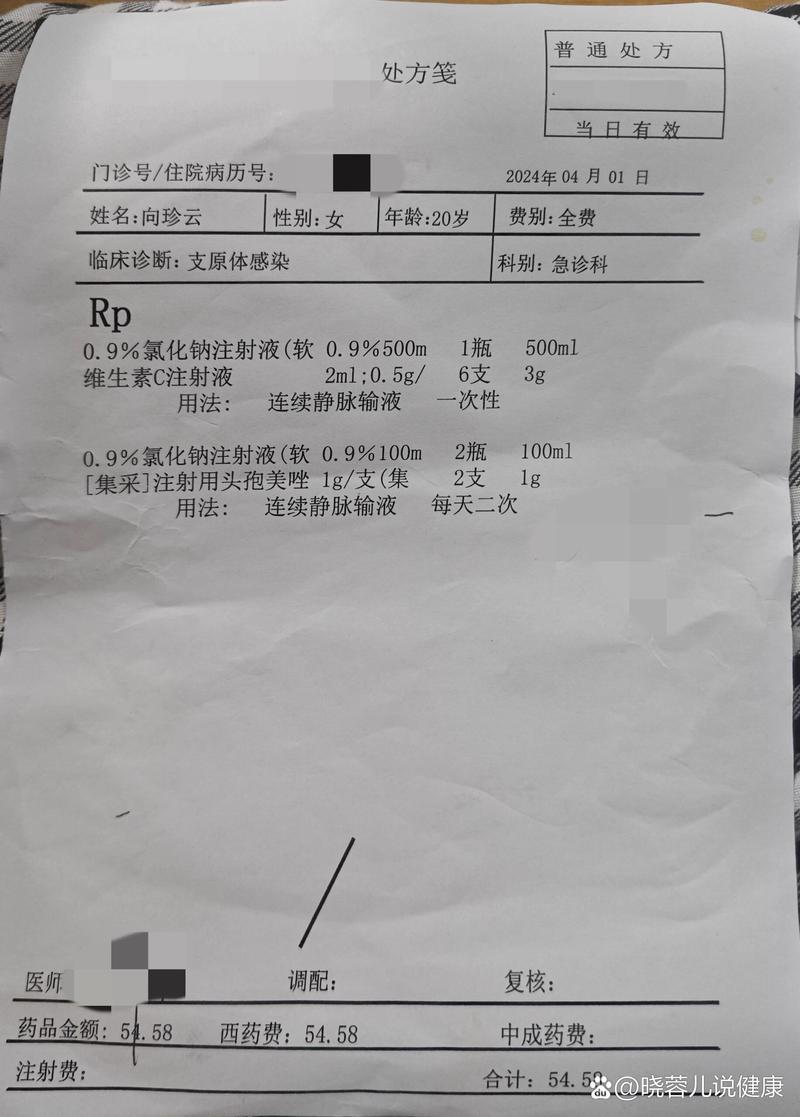 处方笺
普通处方
当日有效
门诊号/住院病历号:
2024年04月01日
姓名:向珍云 性别:女 年龄:20岁 费别:全费
临床诊断:支原体感染 科别:急诊科
Rp
0.9%氯化钠注射液(软 0.9%500m 1瓶 500ml
维生素C注射液 2ml;0.5g/ 6支 3g
用法: 连续静脉输液 一次性
0.9%氯化钠注射液(软 0.9%100m 2瓶 100ml
[集采]注射用头孢美唑 1g/支(集 2支 1g
用法: 连续静脉输液 每天二次
医师 调配: 复核:
药品金额: 54.58 西药费: 54.58 中成药费:
注射费: 合计: 54.58
@晓蓉儿说健康